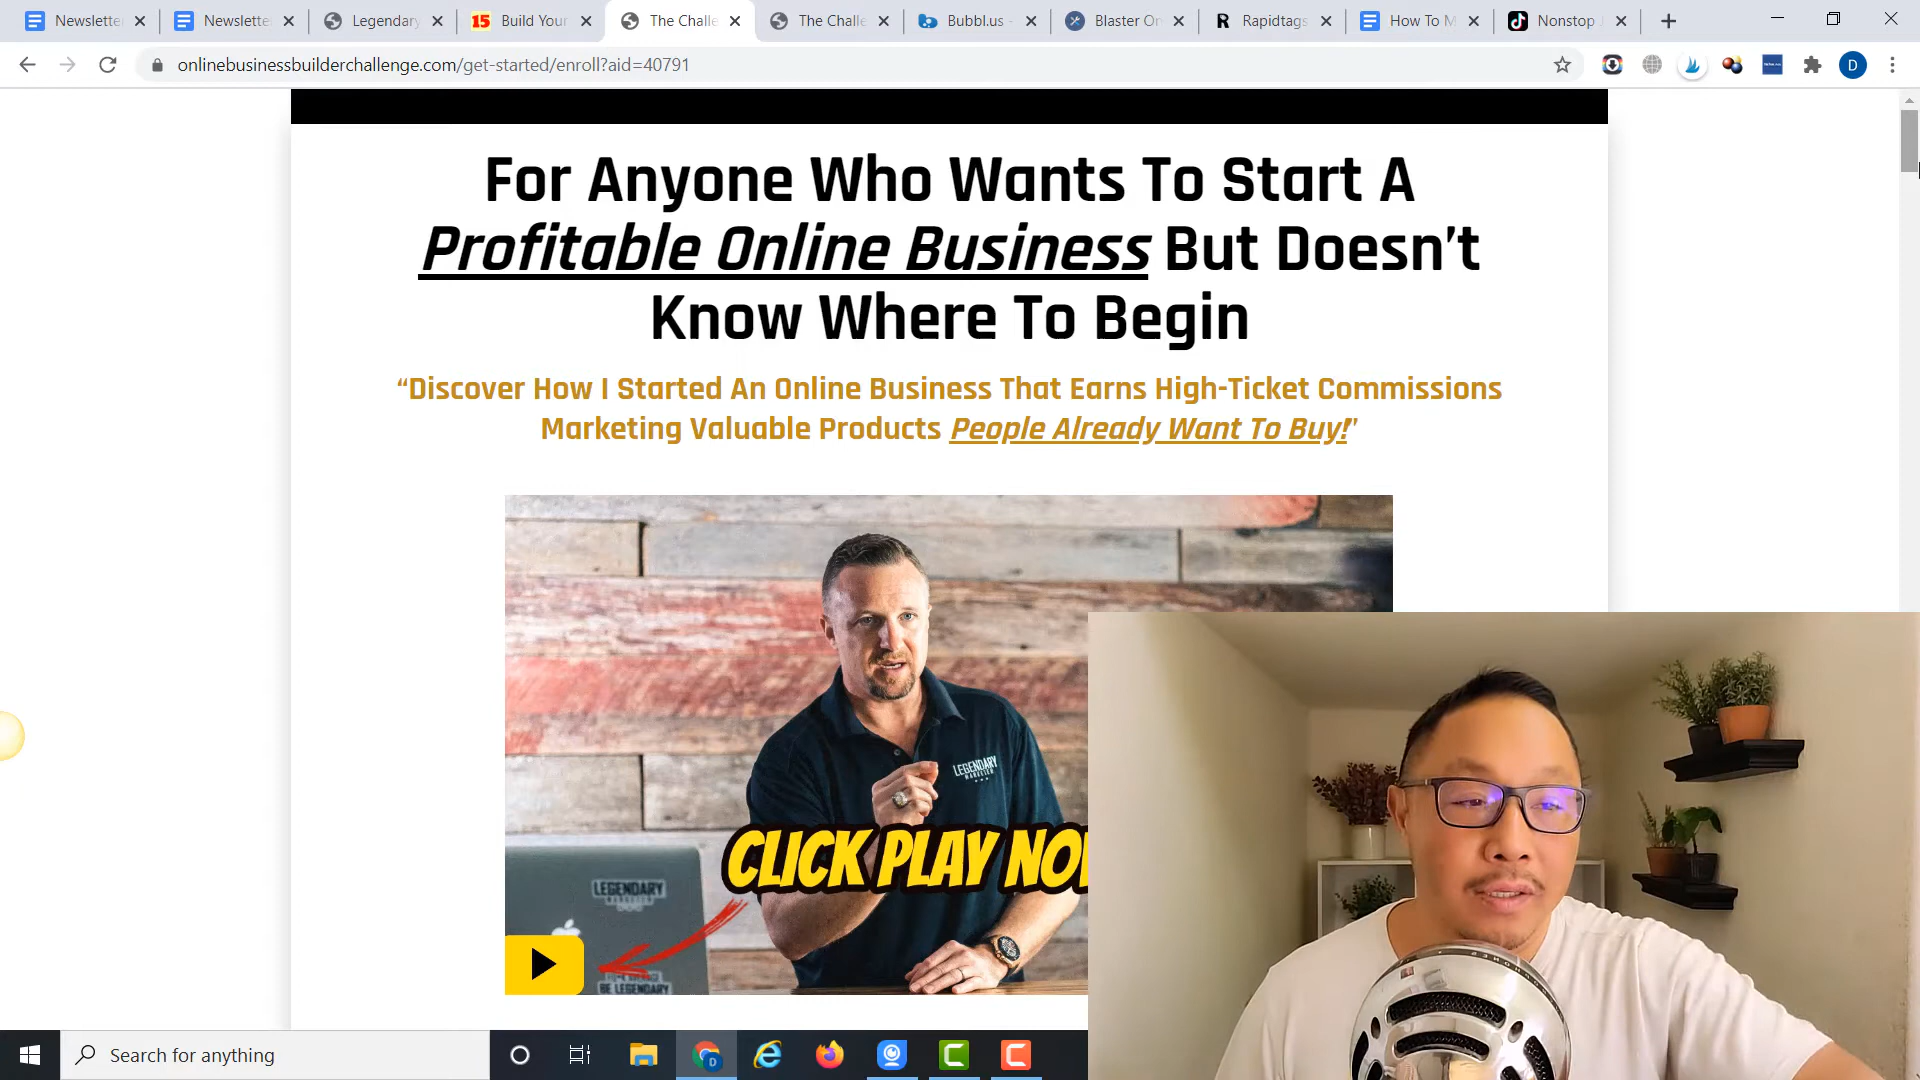 Newslette
Newslette
Legendary
15 Build Your
The Challe
The Challe
Bubbl.us -
Blaster On
R Rapidtags
How To M
Nonstop
onlinebusinessbuilderchallenge.com/get-started/enroll?aid=40791
D
For Anyone Who Wants To Start A
Profitable Online Business But Doesn’t
Know Where To Begin
“Discover How I Started An Online Business That Earns High-Ticket Commissions
Marketing Valuable Products People Already Want To Buy!”
LEGENDARY
MARKETER
CLICK PLAY NO
LEGENDARY
BE LEGENDARY
Search for anything